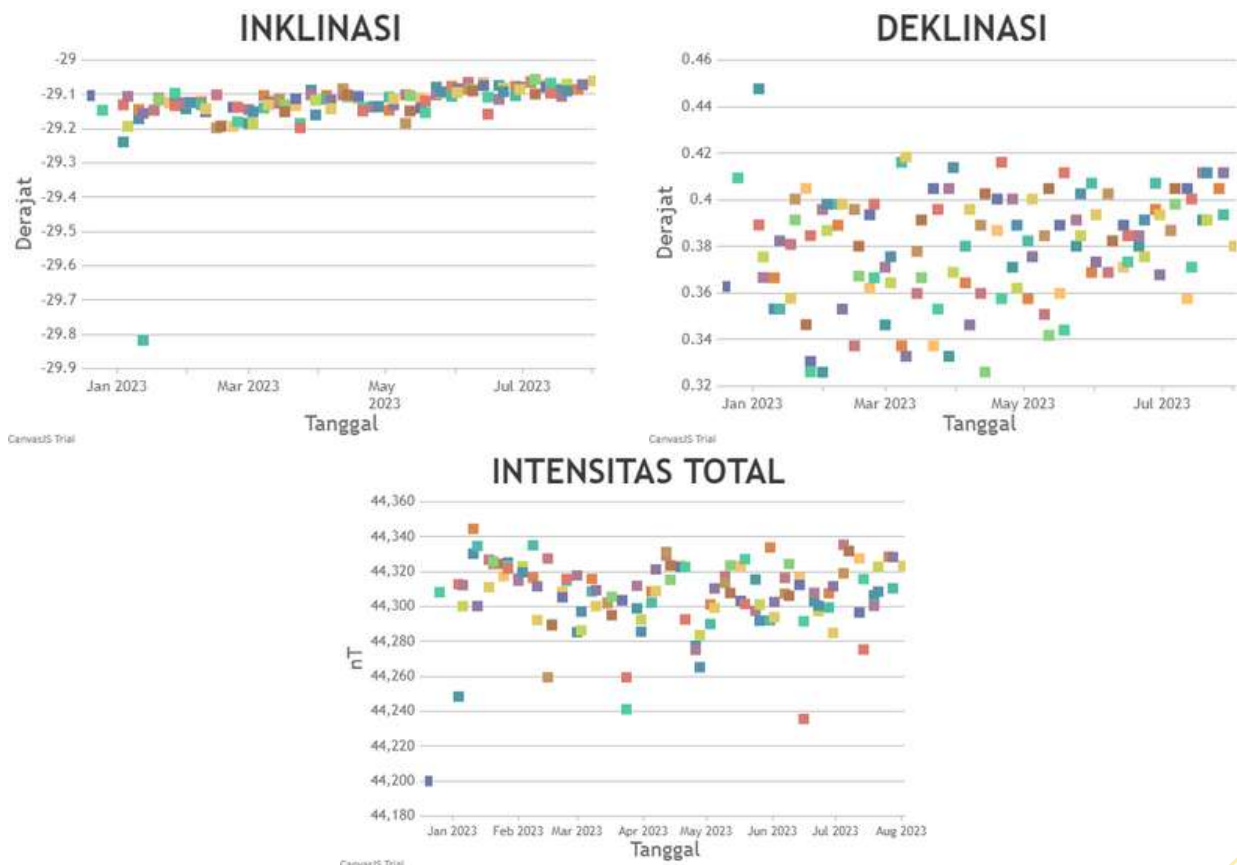 INKLINASI
-29
-29.1
-29.2
-29.3
-29.4
-29.5
-29.6
-29.7
-29.8
-29.9
Derajat
Jan 2023 Mar 2023 May 2023 Jul 2023
Tanggal
CanvasJS Trial
DEKLINASI
0.46
0.44
0.42
0.4
0.38
0.36
0.34
0.32
Derajat
Jan 2023 Mar 2023 May 2023 Jul 2023
Tanggal
CanvasJS Trial
INTENSITAS TOTAL
44,360
44,340
44,320
44,300
44,280
44,260
44,240
44,220
44,200
44,180
nT
Jan 2023 Feb 2023 Mar 2023 Apr 2023 May 2023 Jun 2023 Jul 2023 Aug 2023
Tanggal
CanvasJS Trial